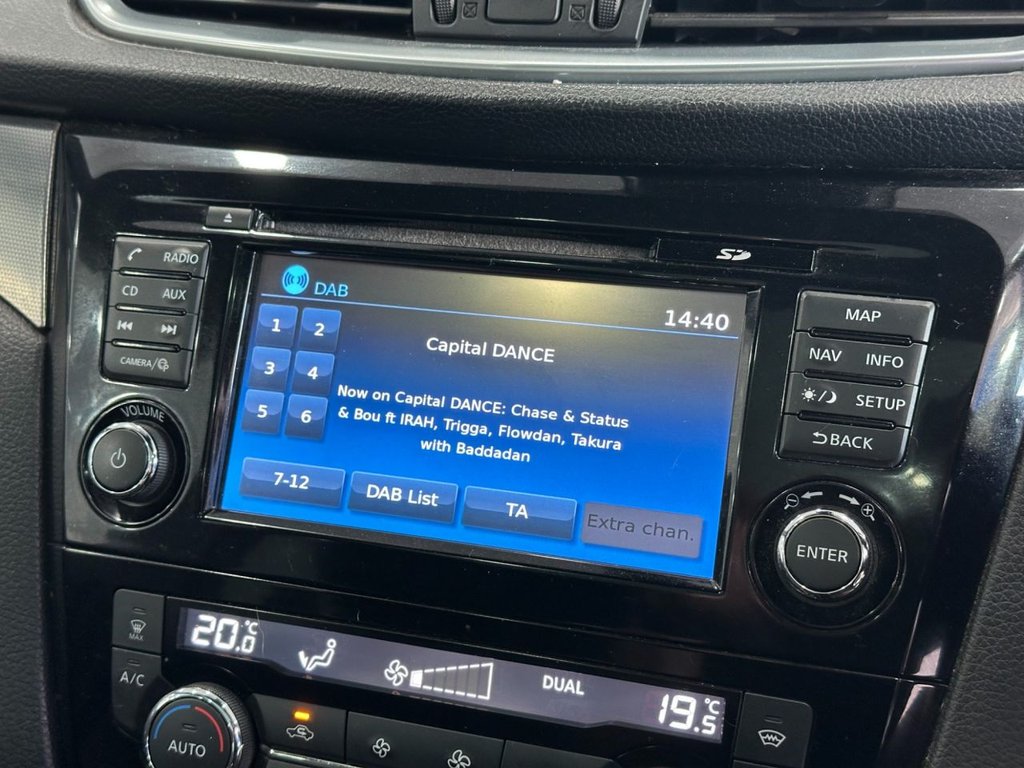 RADIO
CD AUX
CAMERA/
VOLUME
SD
DAB
14:40
1 2
3 4
5 6
Capital DANCE
Now on Capital DANCE: Chase & Status
& Bou ft IRAH, Trigga, Flowdan, Takura
with Baddadan
7-12 DAB List TA Extra chan.
MAP
NAV INFO
SETUP
BACK
ENTER
MAX
A/C
20.0°C
DUAL
19.5°C
AUTO